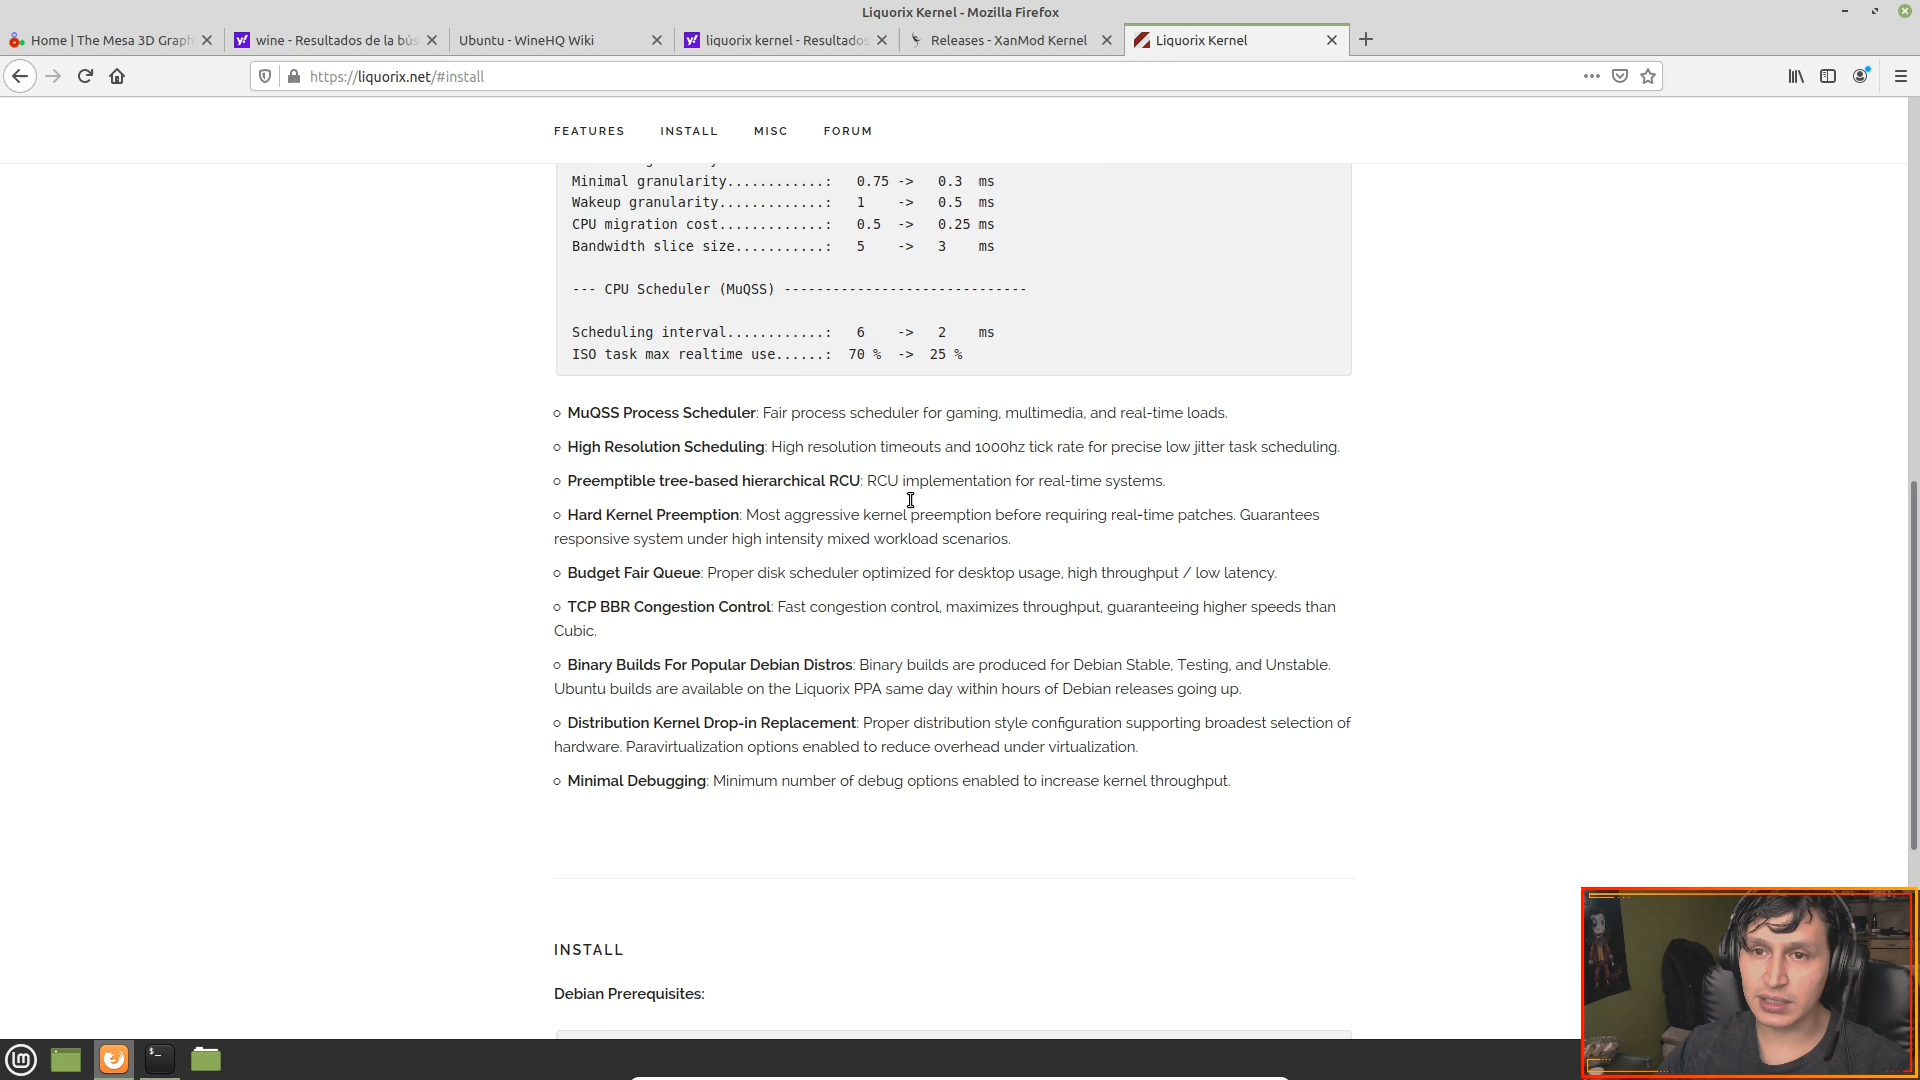 Liquorix Kernel - Mozilla Firefox
Home | The Mesa 3D Graph
wine - Resultados de la bús
Ubuntu - WineHQ Wiki
liquorix kernel - Resultados
Releases - XanMod Kernel
Liquorix Kernel
https://liquorix.net/#install
FEATURES INSTALL MISC FORUM
Minimal granularity............: 0.75 -> 0.3 ms
Wakeup granularity.............: 1 -> 0.5 ms
CPU migration cost.............: 0.5 -> 0.25 ms
Bandwidth slice size...........: 5 -> 3 ms
--- CPU Scheduler (MuQSS) ------------------------------
Scheduling interval............: 6 -> 2 ms
ISO task max realtime use......: 70 % -> 25 %
MuQSS Process Scheduler: Fair process scheduler for gaming, multimedia, and real-time loads.
High Resolution Scheduling: High resolution timeouts and 1000hz tick rate for precise low jitter task scheduling.
Preemptible tree-based hierarchical RCU: RCU implementation for real-time systems.
Hard Kernel Preemption: Most aggressive kernel preemption before requiring real-time patches. Guarantees
responsive system under high intensity mixed workload scenarios.
Budget Fair Queue: Proper disk scheduler optimized for desktop usage, high throughput / low latency.
TCP BBR Congestion Control: Fast congestion control, maximizes throughput, guaranteeing higher speeds than
Cubic.
Binary Builds For Popular Debian Distros: Binary builds are produced for Debian Stable, Testing, and Unstable.
Ubuntu builds are available on the Liquorix PPA same day within hours of Debian releases going up.
Distribution Kernel Drop-in Replacement: Proper distribution style configuration supporting broadest selection of
hardware. Paravirtualization options enabled to reduce overhead under virtualization.
Minimal Debugging: Minimum number of debug options enabled to increase kernel throughput.
INSTALL
Debian Prerequisites: